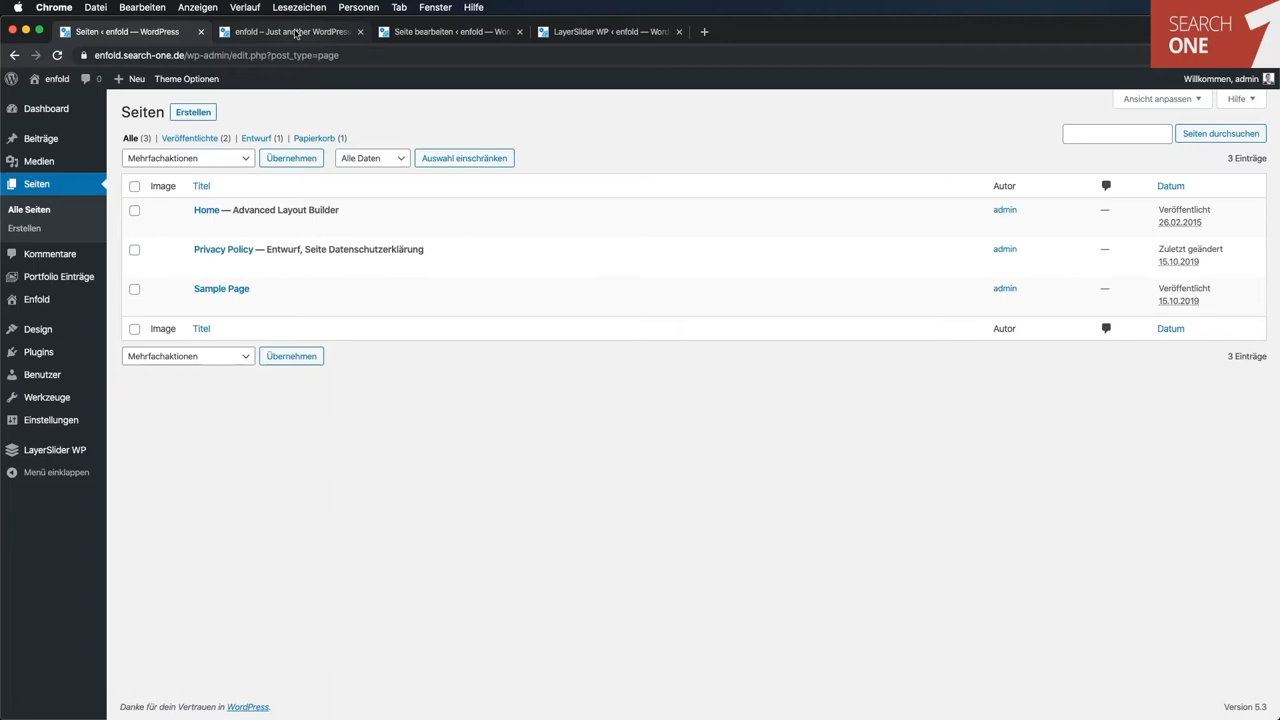 Chrome Datei Bearbeiten Anzeigen Verlauf Lesezeichen Personen Tab Fenster Hilfe
Seiten ‹ enfold — WordPress
enfold – Just another WordPress
Seite bearbeiten ‹ enfold — Wor
LayerSlider WP ‹ enfold — Word
SEARCH
ONE
1
enfold.search-one.de/wp-admin/edit.php?post_type=page
enfold 0 Neu Theme Optionen Willkommen, admin
Dashboard
Beiträge
Medien
Seiten
Alle Seiten
Erstellen
Kommentare
Portfolio Einträge
Enfold
Design
Plugins
Benutzer
Werkzeuge
Einstellungen
LayerSlider WP
Menü einklappen
Ansicht anpassen Hilfe
Seiten Erstellen
Alle (3) | Veröffentlichte (2) | Entwurf (1) | Papierkorb (1)
Seiten durchsuchen
Mehrfachaktionen Übernehmen Alle Daten Auswahl einschränken 3 Einträge
Image Titel Autor Datum
Home — Advanced Layout Builder admin — Veröffentlicht
26.02.2015
Privacy Policy — Entwurf, Seite Datenschutzerklärung admin — Zuletzt geändert
15.10.2019
Sample Page admin — Veröffentlicht
15.10.2019
Image Titel Autor Datum
Mehrfachaktionen Übernehmen 3 Einträge
Danke für dein Vertrauen in WordPress. Version 5.3